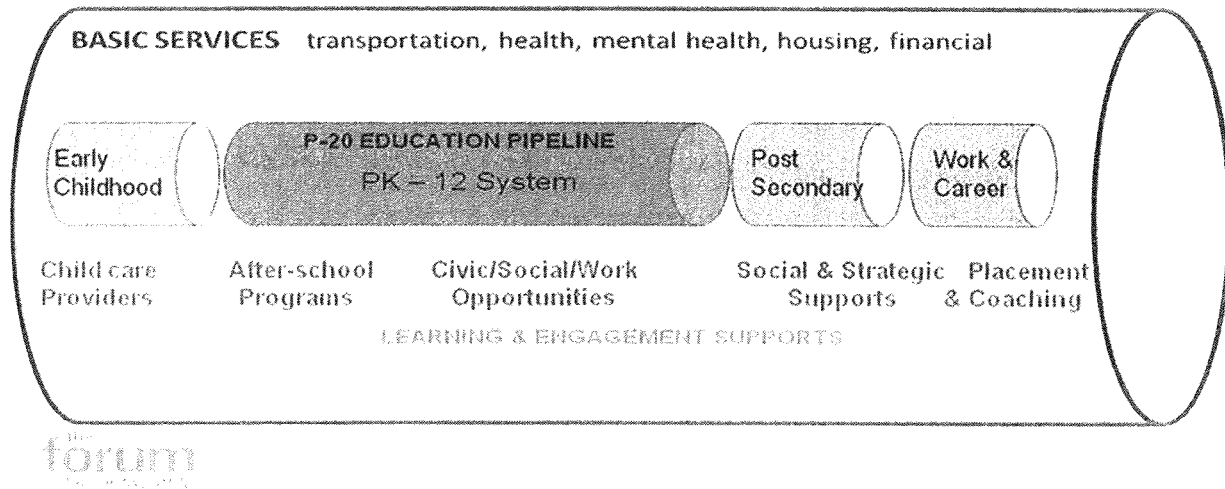 BASIC SERVICES transportation, health, mental health, housing, financial
P-20 EDUCATION PIPELINE
PK – 12 System
Early
Childhood
Post
Secondary
Work &
Career
Child care
Providers
After-school
Programs
Civic/Social/Work
Opportunities
Social & Strategic
Supports
Placement
& Coaching
LEARNING & ENGAGEMENT SUPPORTS
the
forum